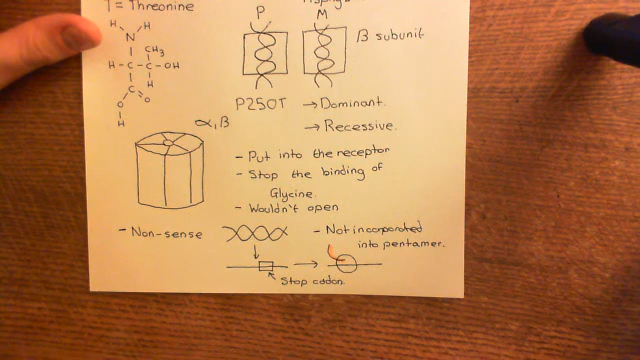 T = Threonine
P
M
H H
N
CH3
H-C-C-OH
H
C
O O
H
β subunit
P250T → Dominant.
→ Recessive.
α, β
- Put into the receptor
- Stop the binding of
Glycine.
- Wouldn't open
- Non-sense
- Not incorporated
into pentamer.
Stop codon.